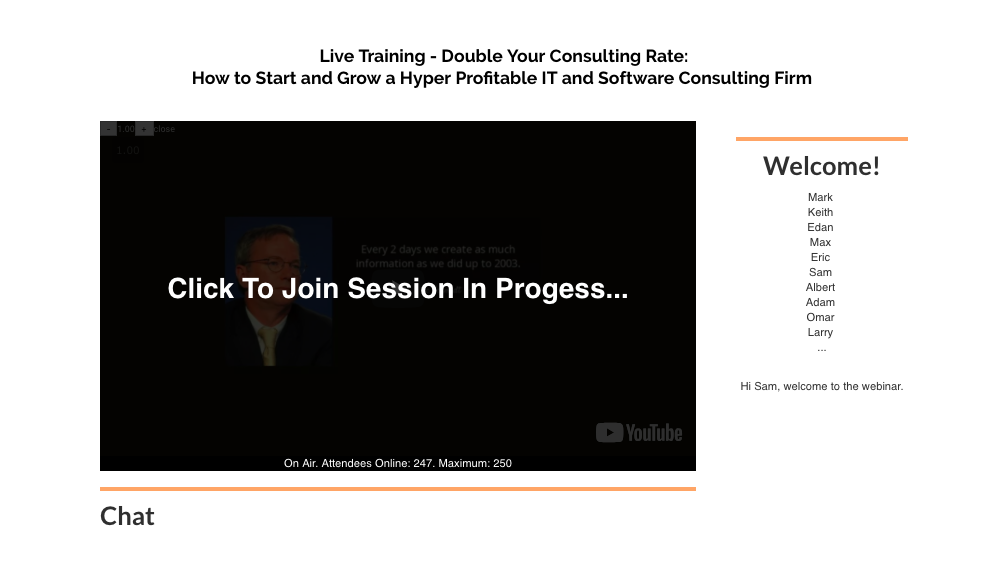 Live Training - Double Your Consulting Rate:
How to Start and Grow a Hyper Profitable IT and Software Consulting Firm
- 1.00 + close
1.00
Every 2 days we create as much
information as we did up to 2003.
Click To Join Session In Progess...
YouTube
On Air. Attendees Online: 247. Maximum: 250
Welcome!
Mark
Keith
Edan
Max
Eric
Sam
Albert
Adam
Omar
Larry
...
Hi Sam, welcome to the webinar.
Chat